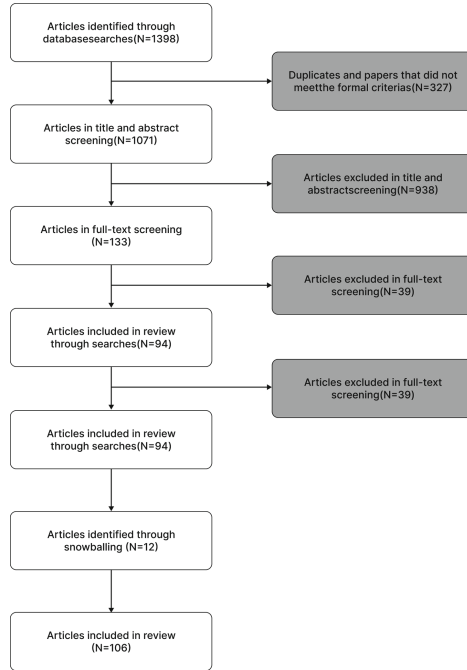 Articles identified through
databasesearches(N=1398)
Duplicates and papers that did not
meetthe formal criterias(N=327)
Articles in title and abstract
screening(N=1071)
Articles excluded in title and
abstractscreening(N=938)
Articles in full-text screening
(N=133)
Articles excluded in full-text
screening(N=39)
Articles included in review
through searches(N=94)
Articles excluded in full-text
screening(N=39)
Articles included in review
through searches(N=94)
Articles identified through
snowballing (N=12)
Articles included in review
(N=106)